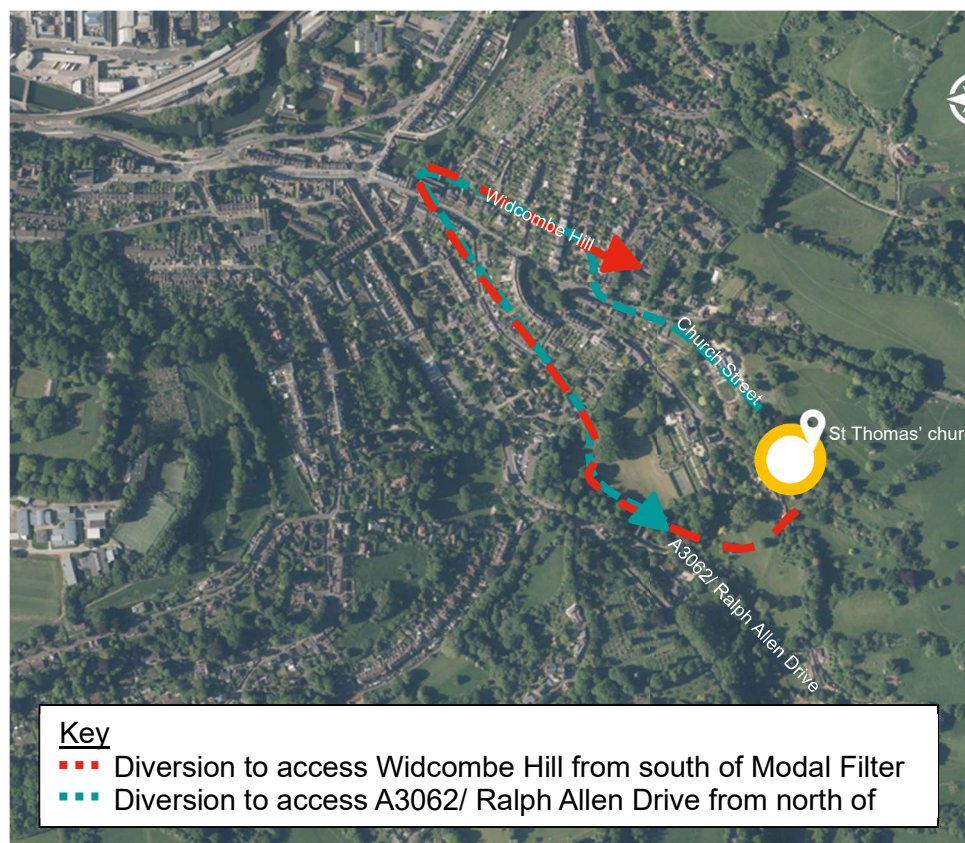 Widcombe Hill
Church Street
St Thomas' churc
A3062/ Ralph Allen Drive
Key
Diversion to access Widcombe Hill from south of Modal Filter
Diversion to access A3062/ Ralph Allen Drive from north of